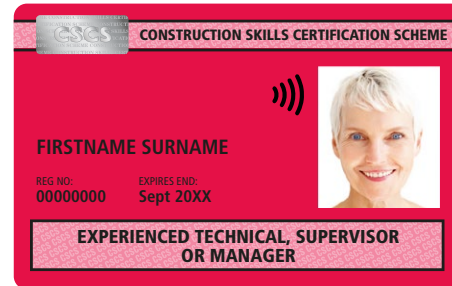 CSCS
CONSTRUCTION SKILLS CERTIFICATION SCHEME
FIRSTNAME SURNAME
REG NO: EXPIRES END:
00000000 Sept 20XX
EXPERIENCED TECHNICAL, SUPERVISOR
OR MANAGER